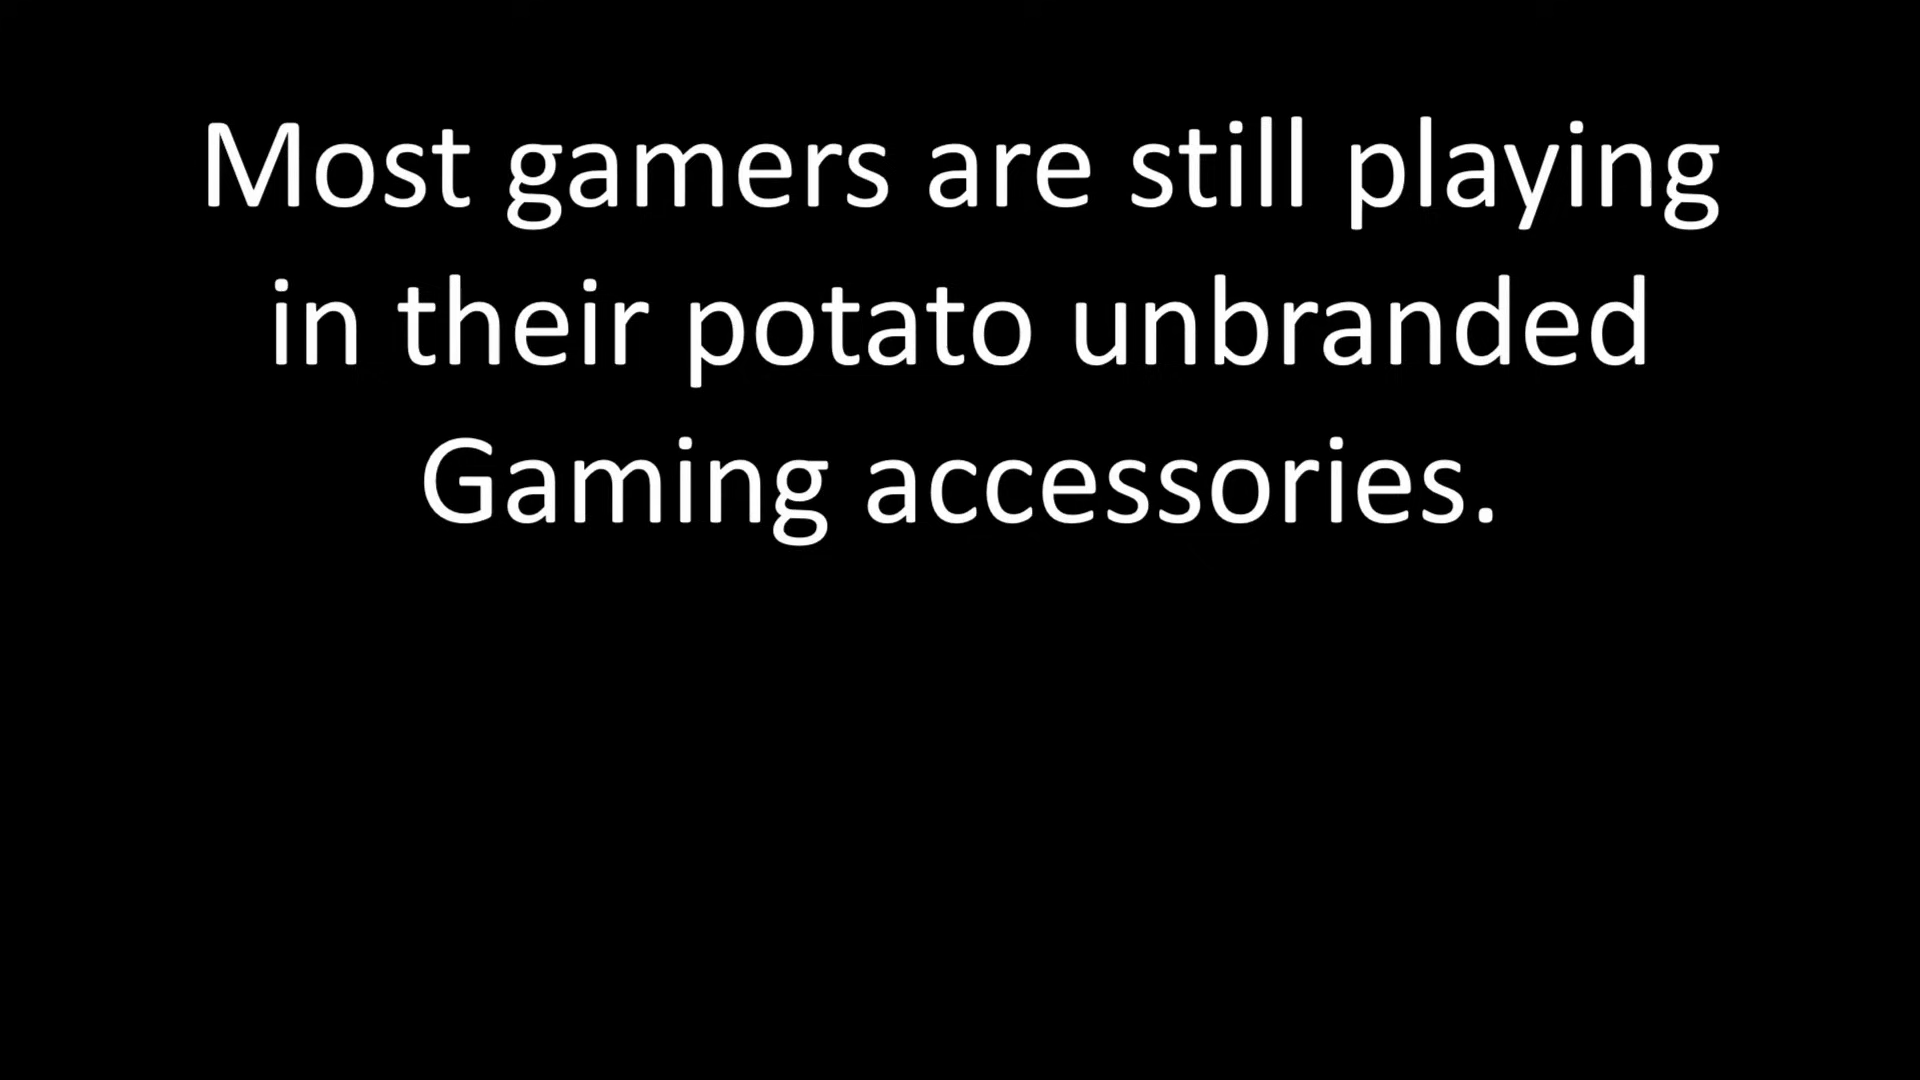 Most gamers are still playing
in their potato unbranded
Gaming accessories.